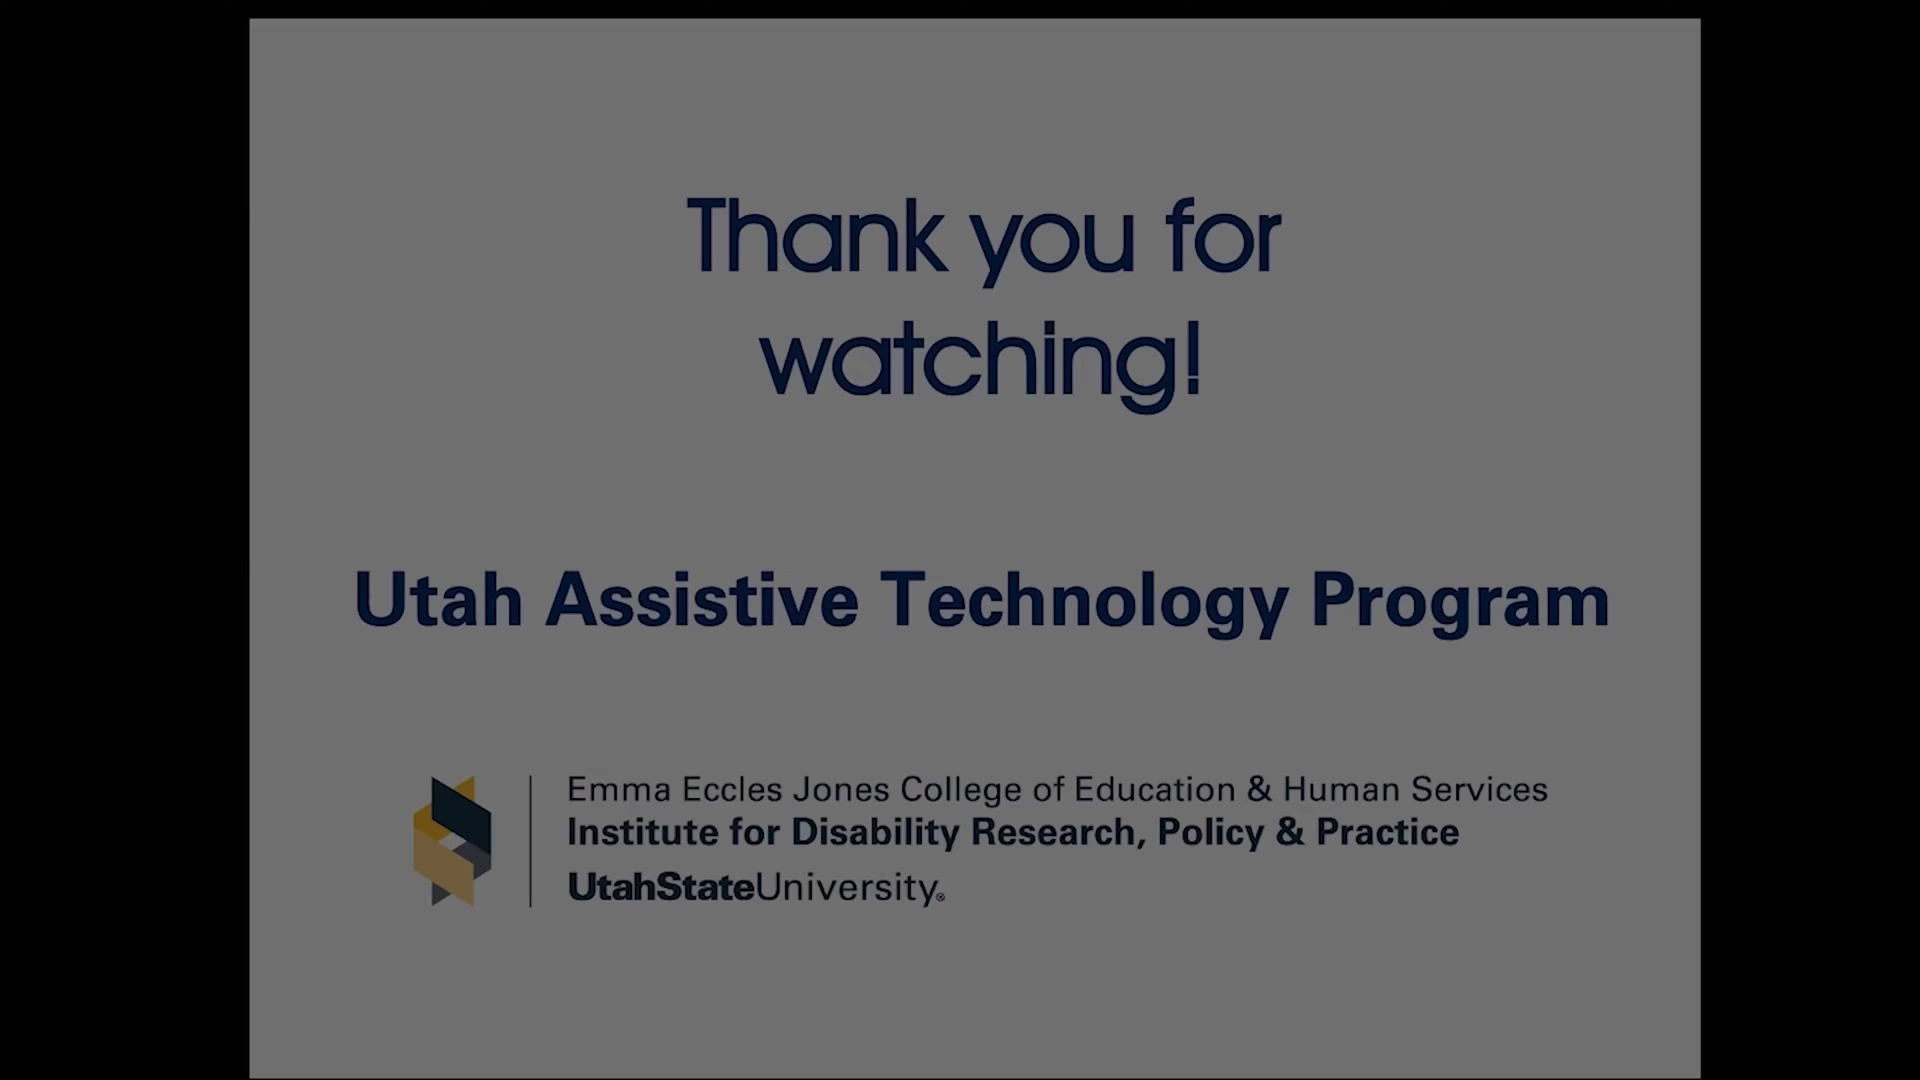 Thank you for
watching!
Utah Assistive Technology Program
Emma Eccles Jones College of Education & Human Services
Institute for Disability Research, Policy & Practice
UtahStateUniversity®